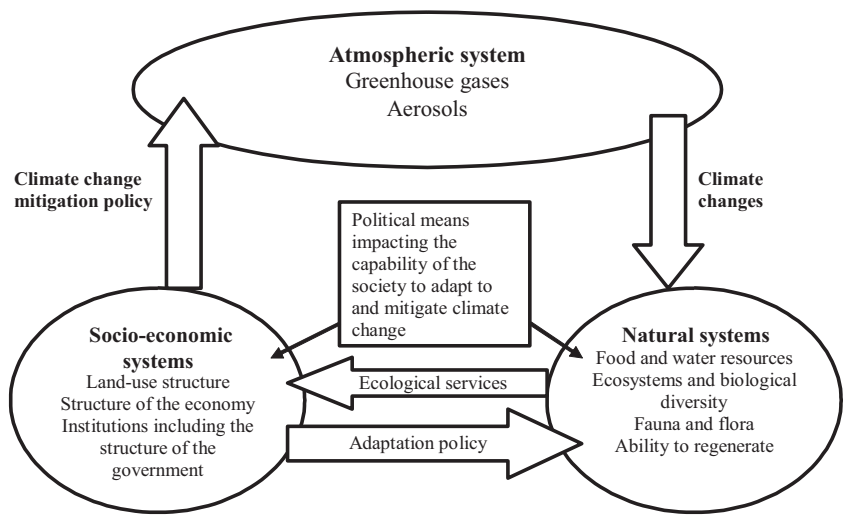 Atmospheric system
Greenhouse gases
Aerosols
Climate change
mitigation policy
Climate
changes
Political means
impacting the
capability of the
society to adapt to
and mitigate climate
change
Socio-economic
systems
Land-use structure
Structure of the economy
Institutions including the
structure of the
government
Natural systems
Food and water resources
Ecosystems and biological
diversity
Fauna and flora
Ability to regenerate
Ecological services
Adaptation policy